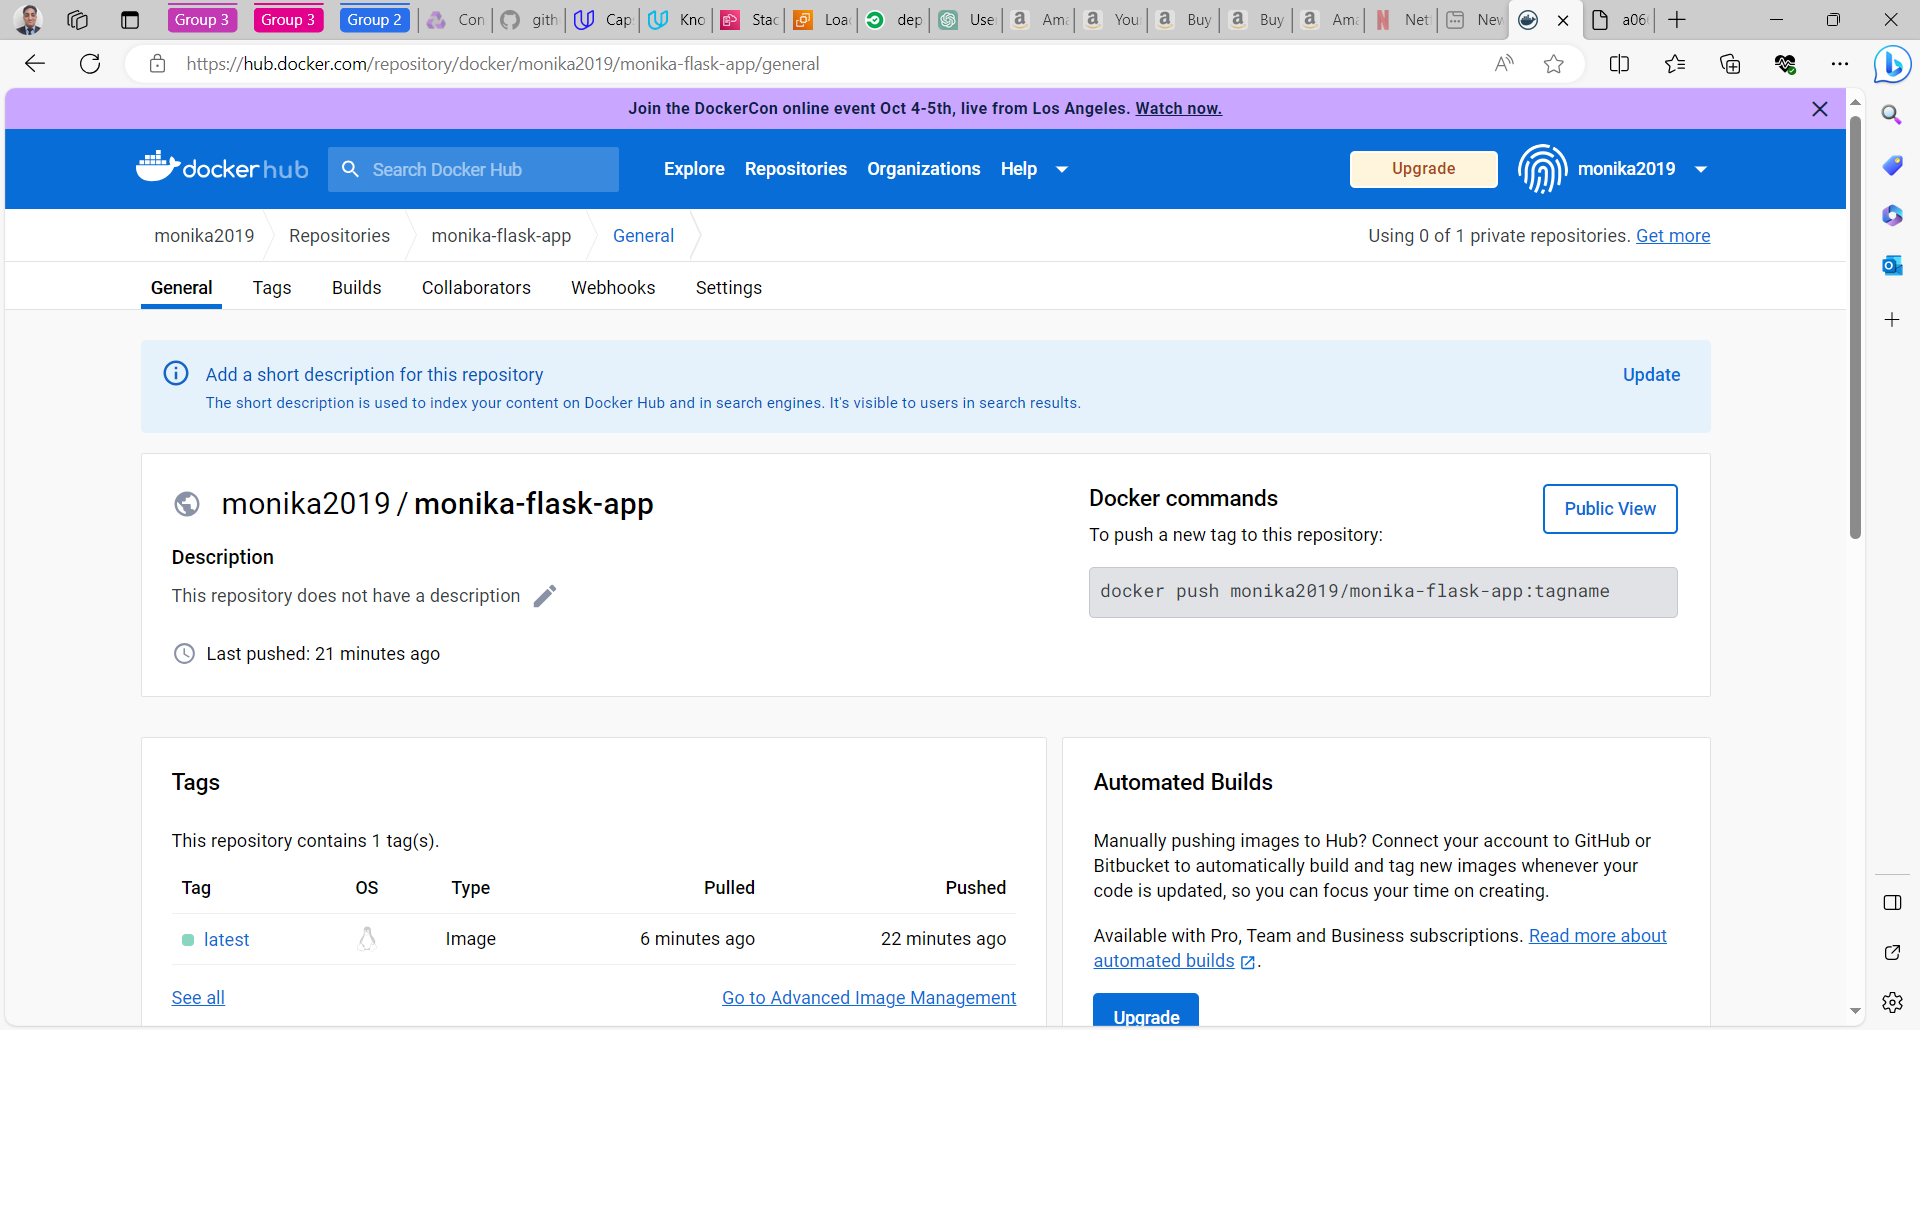 Group 3
Group 3
Group 2
Con
gith
Cap
Kno
Stac
Loa
dep
Use
Ama
You
Buy
Buy
Ama
Net
New
a06
https://hub.docker.com/repository/docker/monika2019/monika-flask-app/general
Join the DockerCon online event Oct 4-5th, live from Los Angeles. Watch now.
docker hub
Search Docker Hub
Explore
Repositories
Organizations
Help
Upgrade
monika2019
monika2019
Repositories
monika-flask-app
General
Using 0 of 1 private repositories. Get more
General
Tags
Builds
Collaborators
Webhooks
Settings
Add a short description for this repository
Update
The short description is used to index your content on Docker Hub and in search engines. It's visible to users in search results.
monika2019 / monika-flask-app
Description
This repository does not have a description
Last pushed: 21 minutes ago
Docker commands
Public View
To push a new tag to this repository:
docker push monika2019/monika-flask-app:tagname
Tags
This repository contains 1 tag(s).
Tag OS Type Pulled Pushed
latest Image 6 minutes ago 22 minutes ago
See all
Go to Advanced Image Management
Automated Builds
Manually pushing images to Hub? Connect your account to GitHub or
Bitbucket to automatically build and tag new images whenever your
code is updated, so you can focus your time on creating.
Available with Pro, Team and Business subscriptions. Read more about
automated builds.
Upgrade